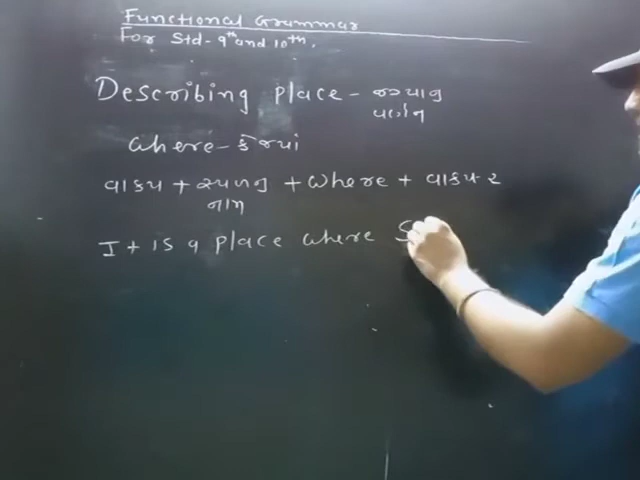 Functional Grammar
For Std-9th and 10th.
Describing place - જગ્યાનુ
વર્ણન
where - કે જ્યાં
વાક્ય + સ્થળનુ + where + વાક્ય-૨
નામ
It is a place where S